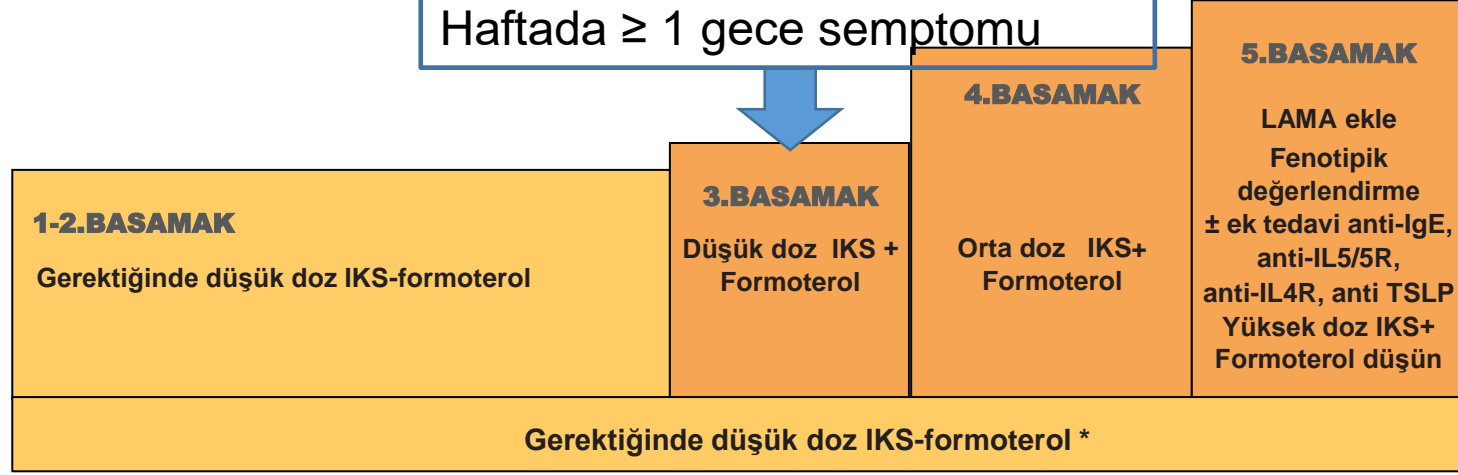 Haftada ≥ 1 gece semptomu
1-2.BASAMAK
Gerektiğinde düşük doz IKS-formoterol
3.BASAMAK
Düşük doz IKS +
Formoterol
4.BASAMAK
Orta doz IKS+
Formoterol
5.BASAMAK
LAMA ekle
Fenotipik
değerlendirme
± ek tedavi anti-IgE,
anti-IL5/5R,
anti-IL4R, anti TSLP
Yüksek doz IKS+
Formoterol düşün
Gerektiğinde düşük doz IKS-formoterol *